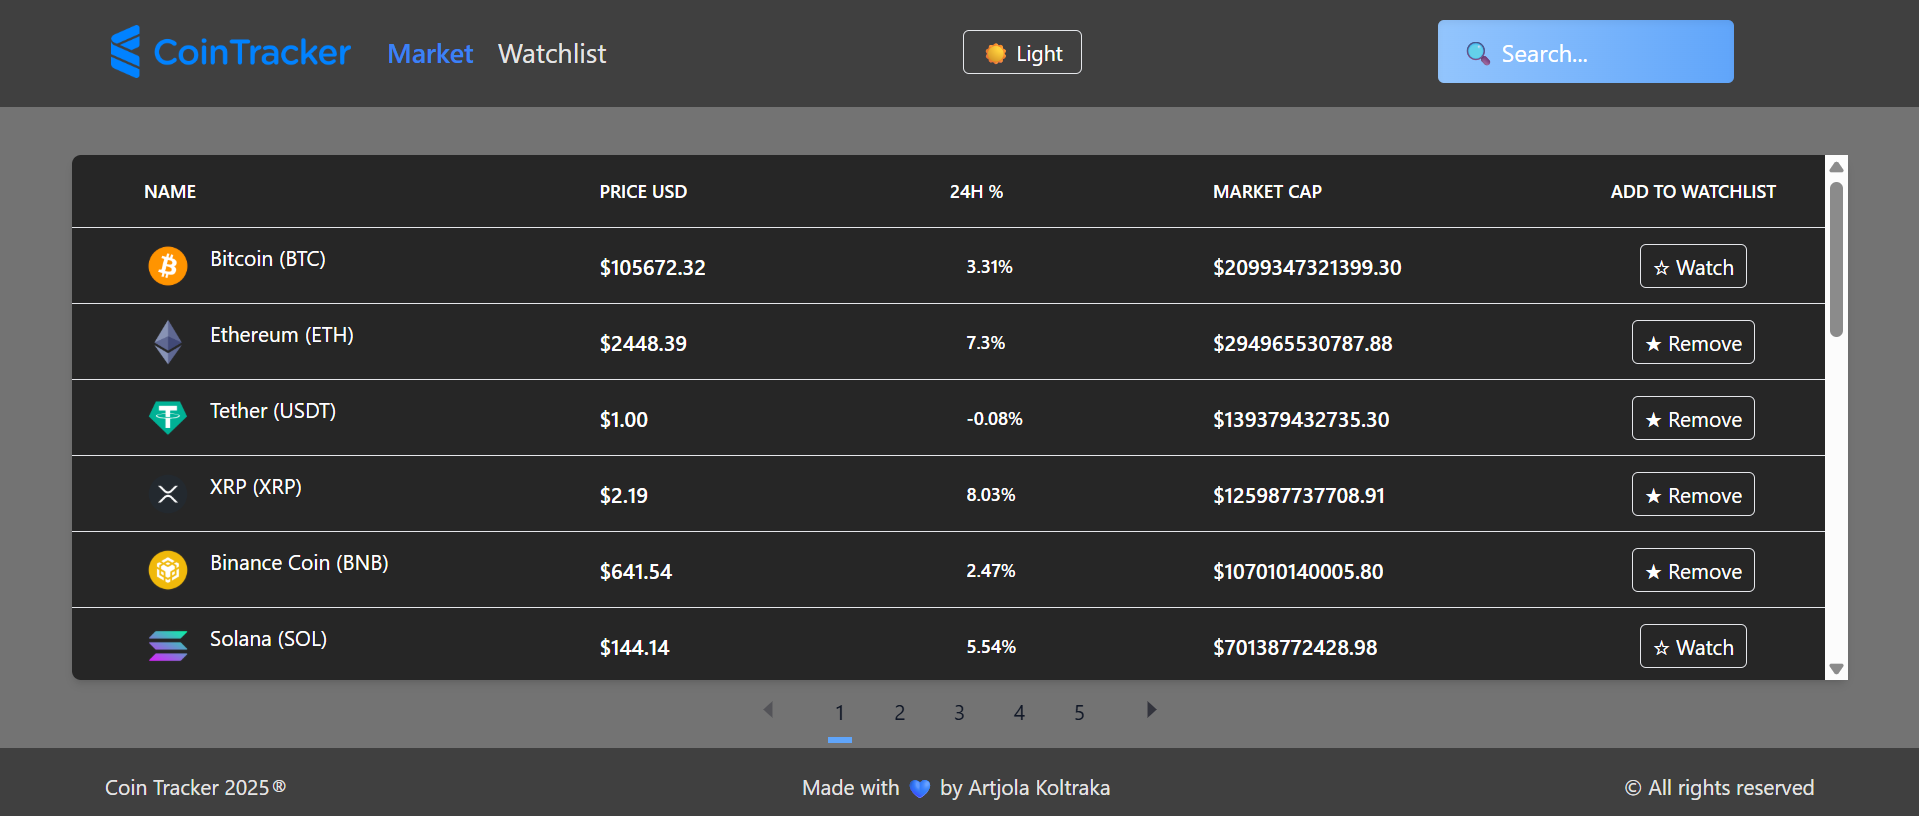 CoinTracker Market Watchlist Light Search...
NAME PRICE USD 24H % MARKET CAP ADD TO WATCHLIST
Bitcoin (BTC) $105672.32 3.31% $2099347321399.30 ☆ Watch
Ethereum (ETH) $2448.39 7.3% $294965530787.88 ★ Remove
Tether (USDT) $1.00 -0.08% $139379432735.30 ★ Remove
XRP (XRP) $2.19 8.03% $125987737708.91 ★ Remove
Binance Coin (BNB) $641.54 2.47% $107010140005.80 ★ Remove
Solana (SOL) $144.14 5.54% $70138772428.98 ☆ Watch
1 2 3 4 5
Coin Tracker 2025® Made with 💙 by Artjola Koltraka © All rights reserved